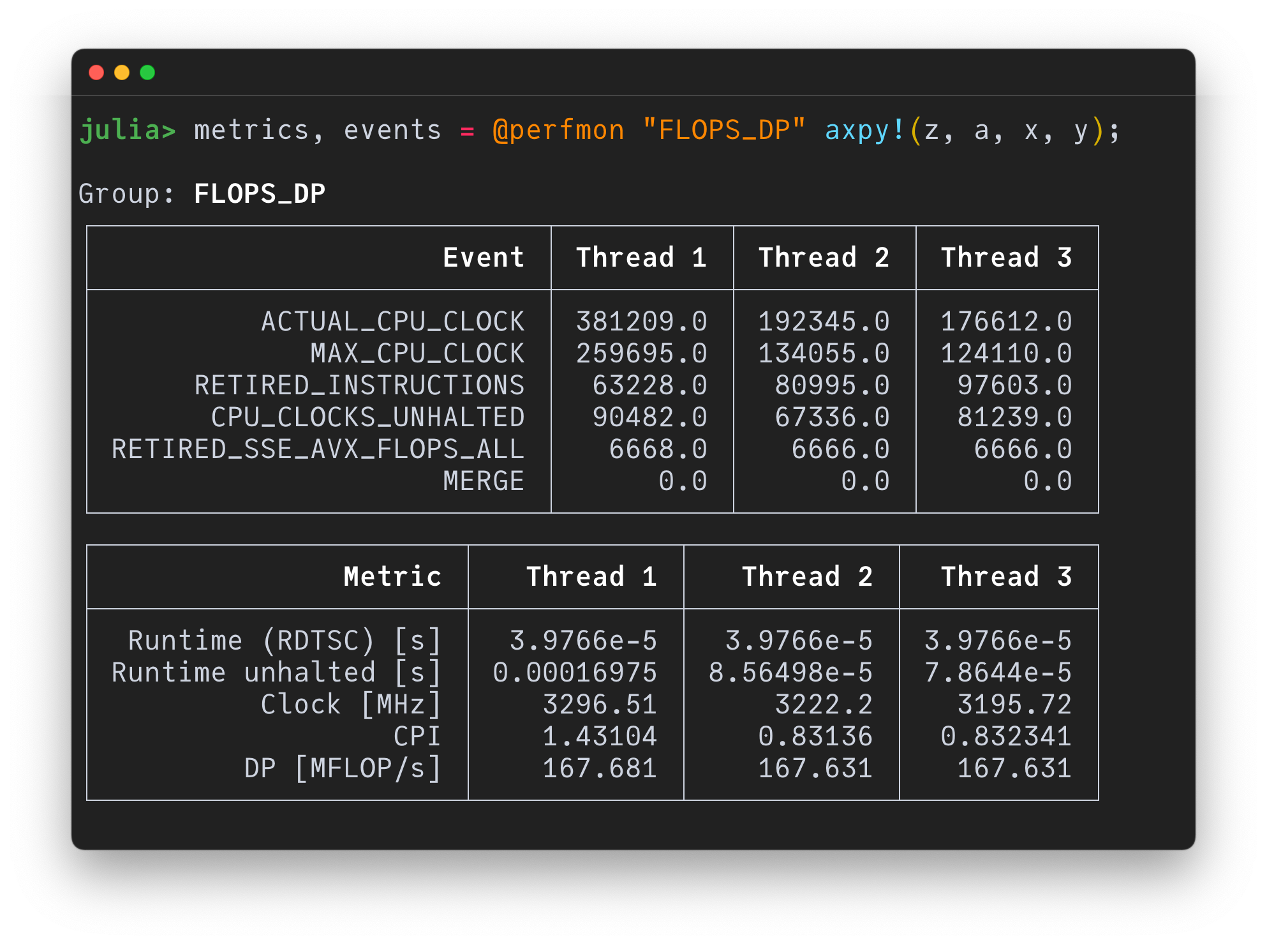 julia> metrics, events = @perfmon "FLOPS_DP" axpy!(z, a, x, y);
Group: FLOPS_DP
Event Thread 1 Thread 2 Thread 3
ACTUAL_CPU_CLOCK 381209.0 192345.0 176612.0
MAX_CPU_CLOCK 259695.0 134055.0 124110.0
RETIRED_INSTRUCTIONS 63228.0 80995.0 97603.0
CPU_CLOCKS_UNHALTED 90482.0 67336.0 81239.0
RETIRED_SSE_AVX_FLOPS_ALL 6668.0 6666.0 6666.0
MERGE 0.0 0.0 0.0
Metric Thread 1 Thread 2 Thread 3
Runtime (RDTSC) [s] 3.9766e-5 3.9766e-5 3.9766e-5
Runtime unhalted [s] 0.00016975 8.56498e-5 7.8644e-5
Clock [MHz] 3296.51 3222.2 3195.72
CPI 1.43104 0.83136 0.832341
DP [MFLOP/s] 167.681 167.631 167.631